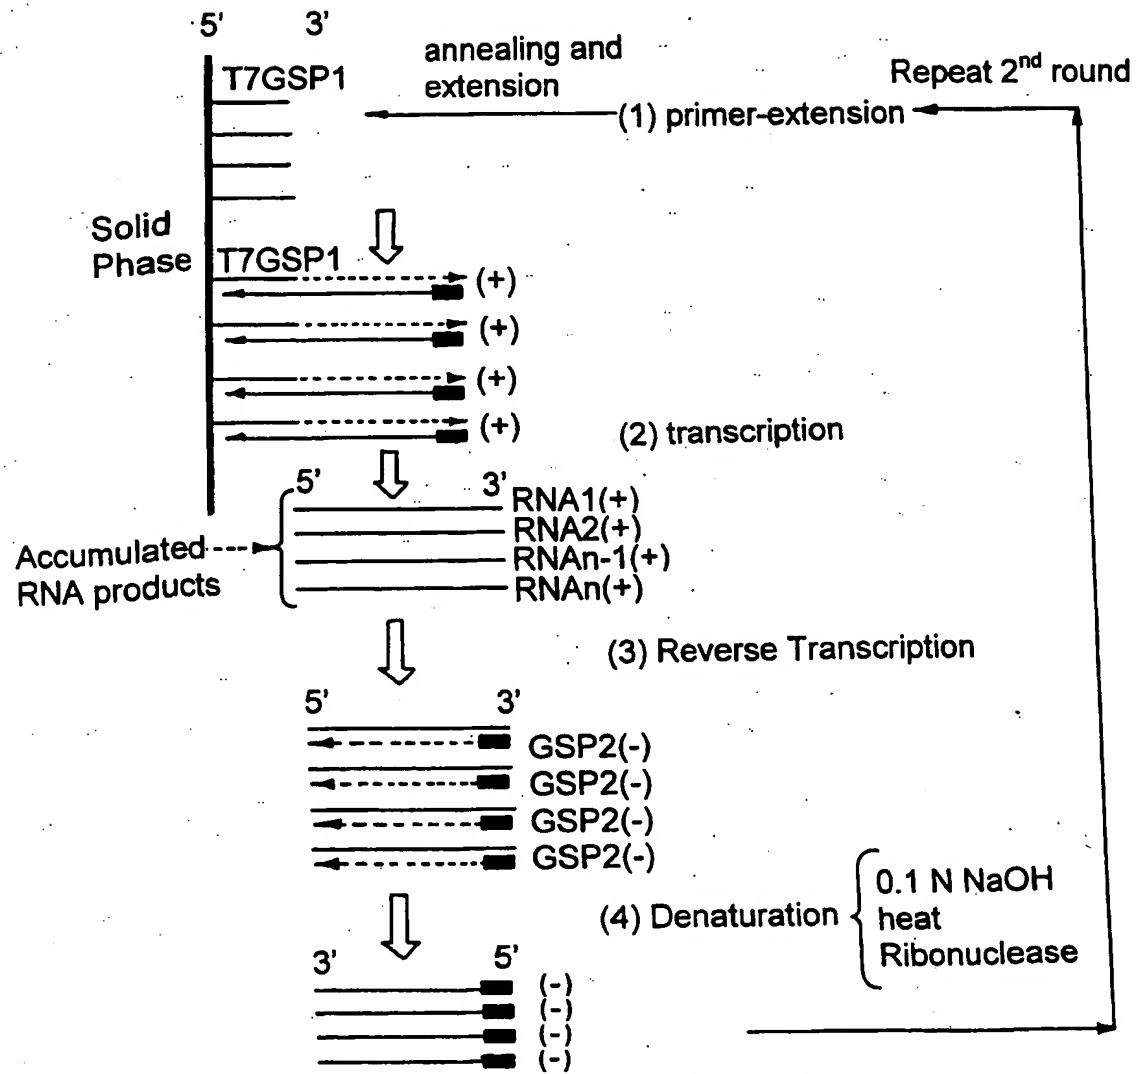 5' 3'
T7GSP1
annealing and
extension
Repeat 2nd round
(1) primer-extension
Solid
Phase
T7GSP1
(+)
(+)
(+)
(+)
(2) transcription
5' 3'
RNA1(+)
RNA2(+)
RNAn-1(+)
RNAn(+)
Accumulated
RNA products
(3) Reverse Transcription
5' 3'
GSP2(-)
GSP2(-)
GSP2(-)
GSP2(-)
(4) Denaturation
0.1 N NaOH
heat
Ribonuclease
3' 5'
(-)
(-)
(-)
(-)